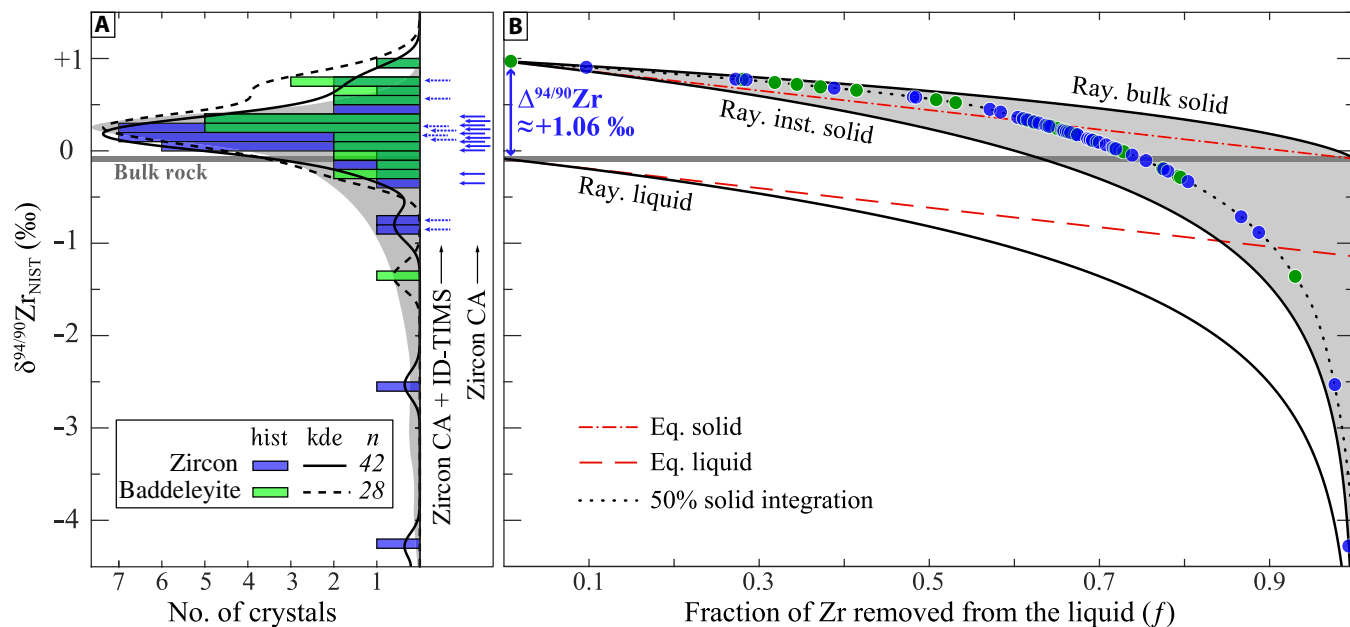 A
+1
0
−1
−2
−3
−4
δ94/90ZrNIST (‰)
Bulk rock
hist kde n
Zircon 42
Baddeleyite 28
Zircon CA + ID-TIMS
Zircon CA
7 6 5 4 3 2 1
No. of crystals
B
Δ94/90Zr
≈+1.06 ‰
Ray. bulk solid
Ray. inst. solid
Ray. liquid
Eq. solid
Eq. liquid
50% solid integration
0.1 0.3 0.5 0.7 0.9
Fraction of Zr removed from the liquid (f)